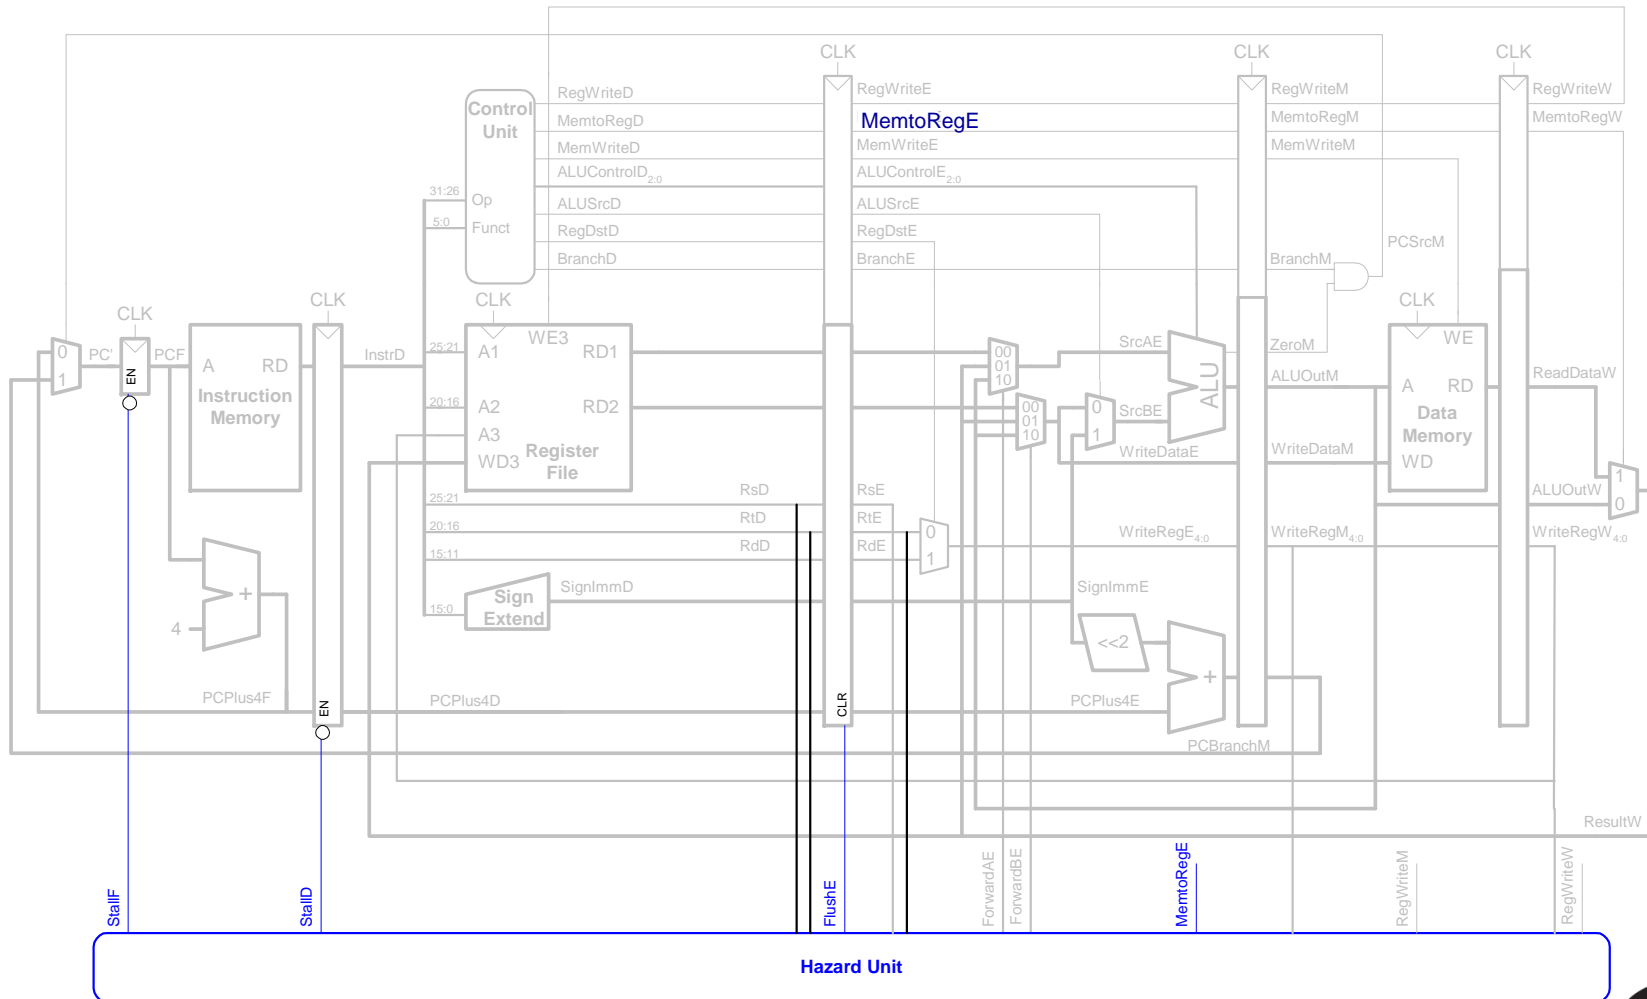 CLK
CLK
CLK
Control
Unit
RegWriteD
MemtoRegD
MemWriteD
ALUControlD2:0
ALUSrcD
RegDstD
BranchD
RegWriteE
MemtoRegE
MemWriteE
ALUControlE2:0
ALUSrcE
RegDstE
BranchE
RegWriteM
MemtoRegM
MemWriteM
BranchM
PCSrcM
RegWriteW
MemtoRegW
31:26
Op
5:0
Funct
CLK
CLK
CLK
CLK
0
1
PC'
EN
PCF
A
RD
Instruction
Memory
InstrD
25:21
A1
WE3
RD1
20:16
A2
RD2
A3
WD3
Register
File
00
01
10
00
01
10
0
1
SrcAE
SrcBE
ALU
WriteDataE
ZeroM
ALUOutM
WriteDataM
WE
A
RD
Data
Memory
WD
ReadDataW
1
0
ALUOutW
25:21
RsD
RsE
20:16
RtD
RtE
0
15:11
RdD
RdE
1
WriteRegE4:0
WriteRegM4:0
WriteRegW4:0
4
+
15:0
Sign
Extend
SignImmD
SignImmE
<<2
+
PCPlus4F
EN
PCPlus4D
CLR
PCPlus4E
PCBranchM
ResultW
StallF
StallD
FlushE
ForwardAE
ForwardBE
MemtoRegE
RegWriteM
RegWriteW
Hazard Unit